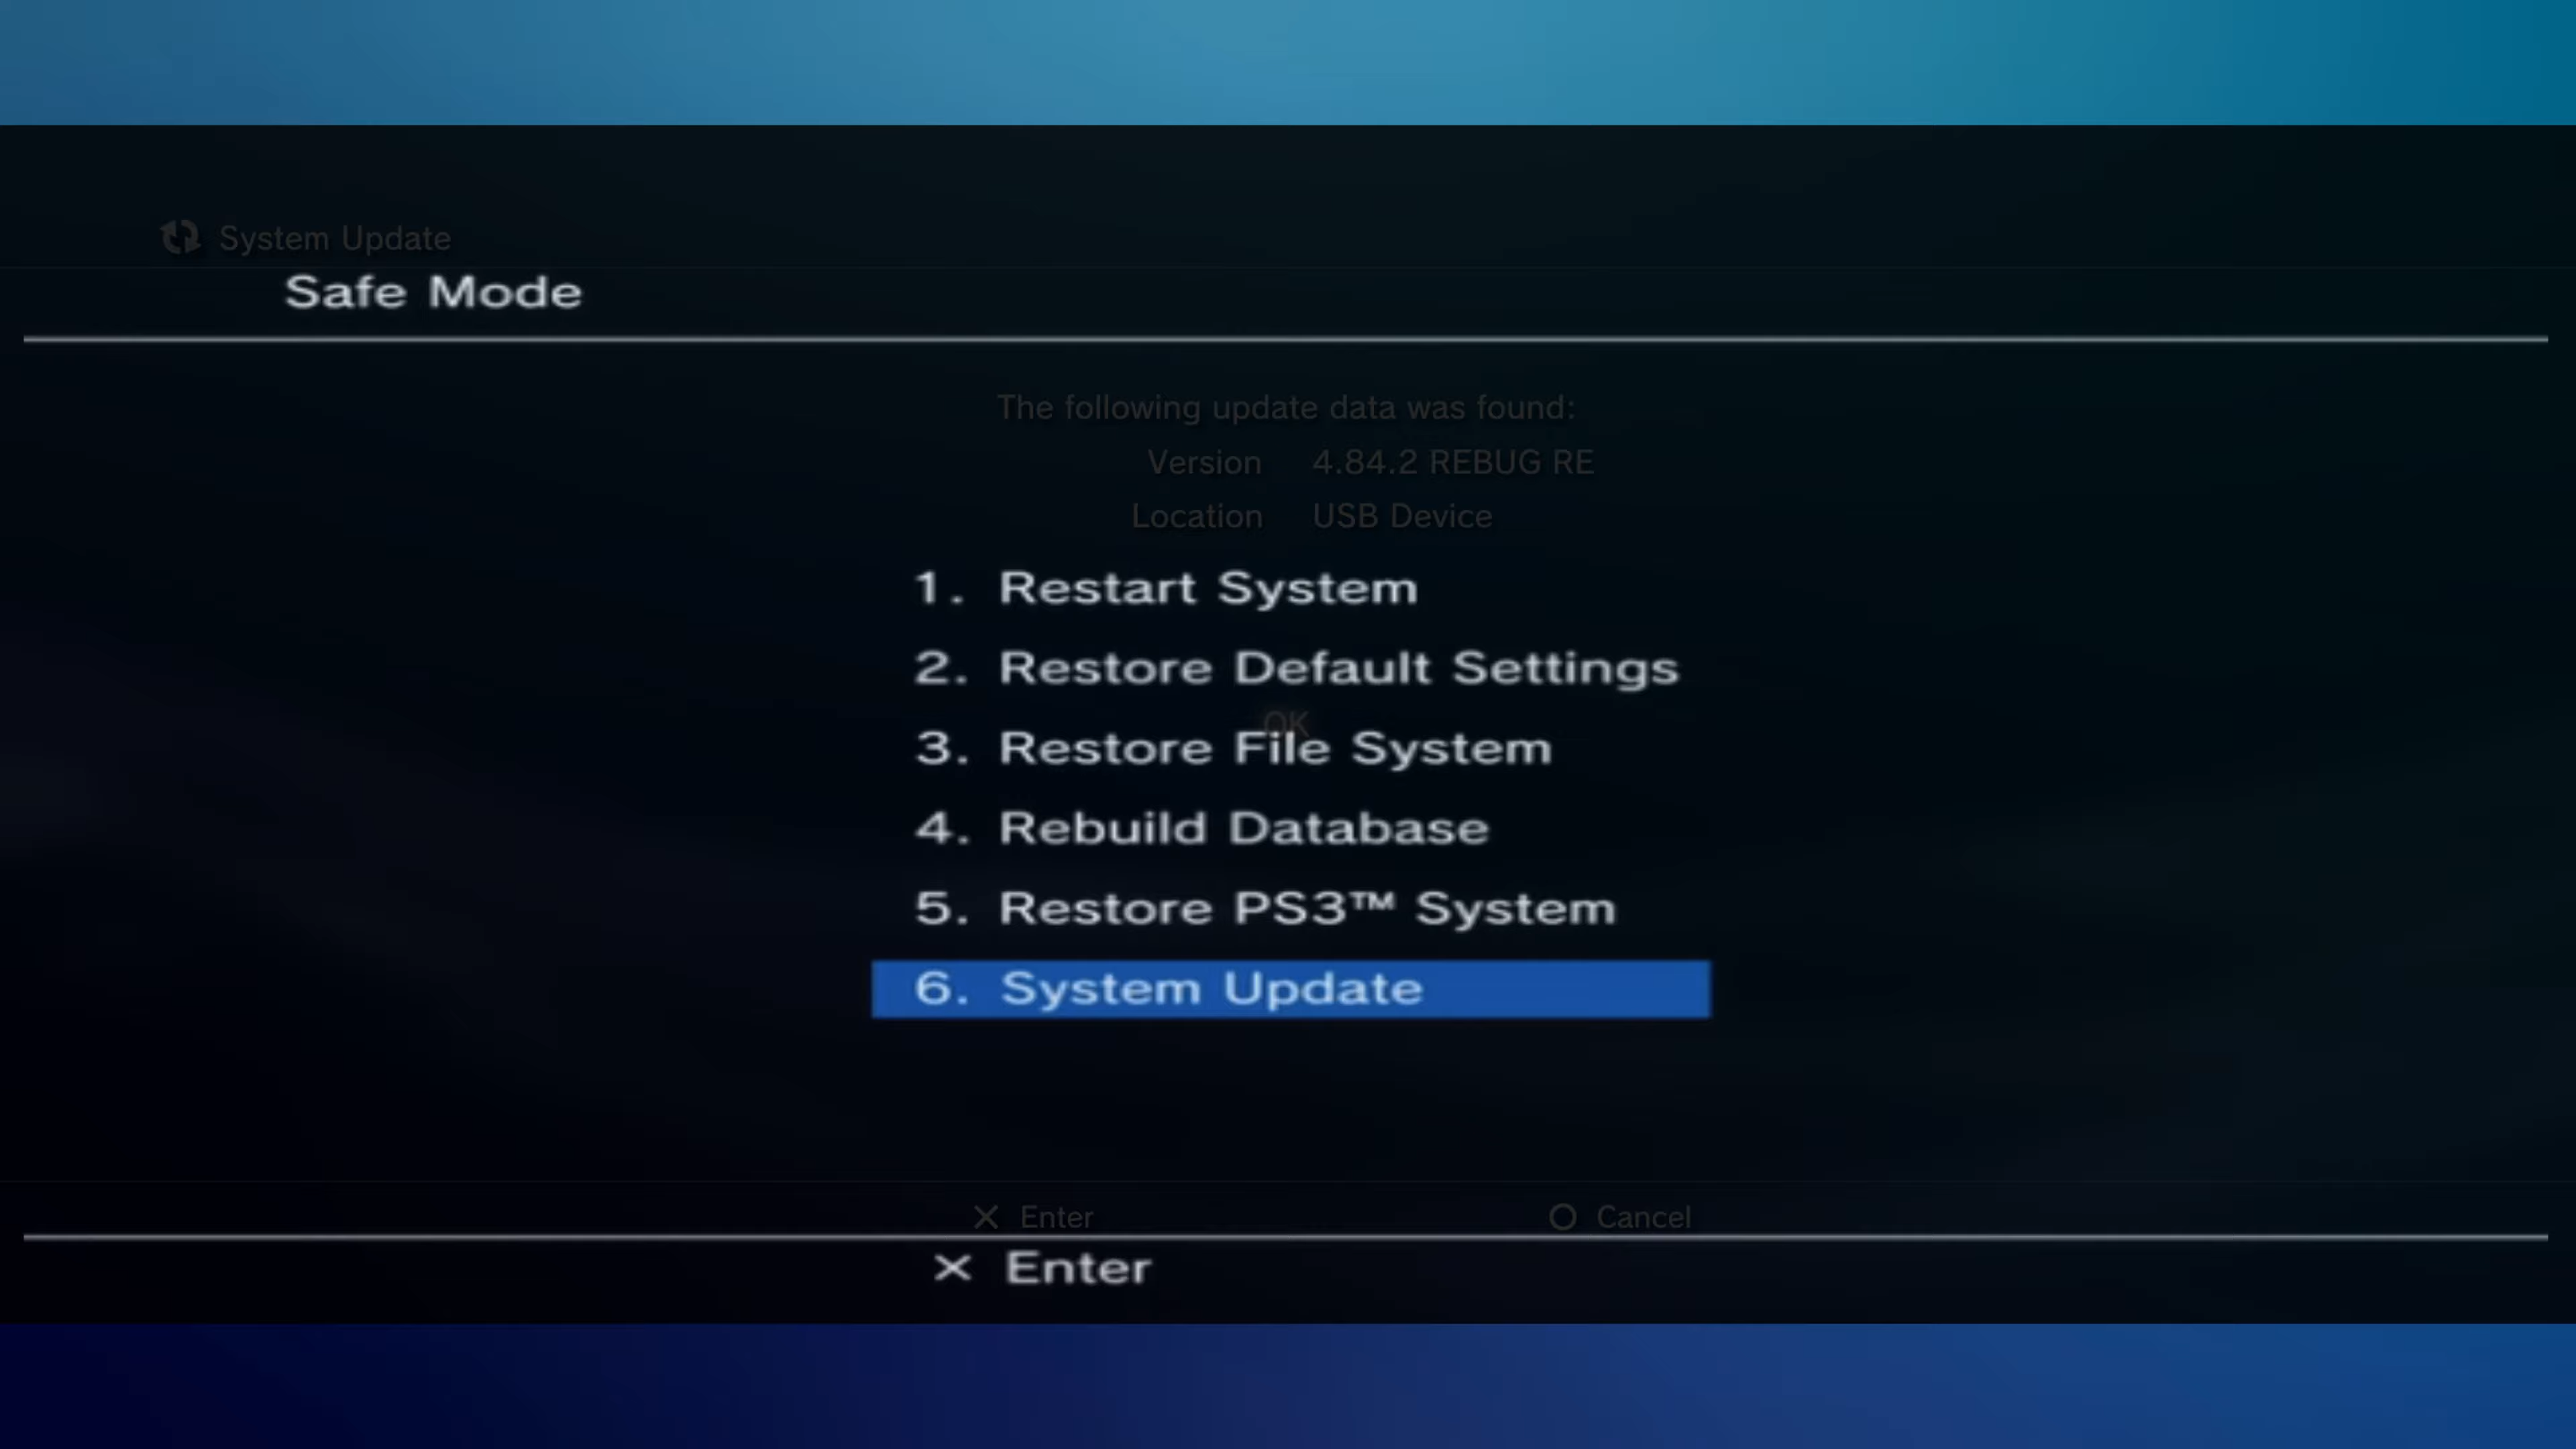 System Update
Safe Mode
The following update data was found:
Version 4.84.2 REBUG RE
Location USB Device
1. Restart System
2. Restore Default Settings
OK
3. Restore File System
4. Rebuild Database
5. Restore PS3™ System
6. System Update
Enter Cancel
Enter